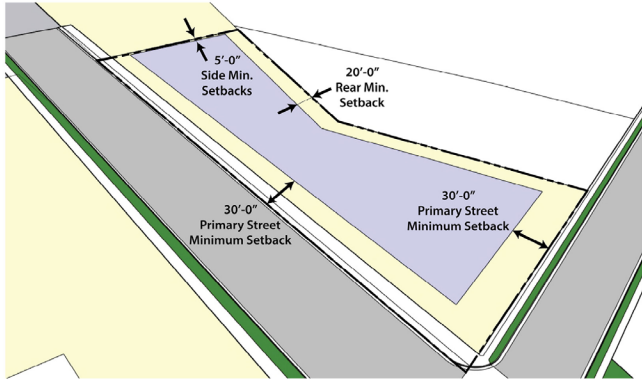 5'-0"
Side Min.
Setbacks
20'-0"
Rear Min.
Setback
30'-0"
Primary Street
Minimum Setback
30'-0"
Primary Street
Minimum Setback